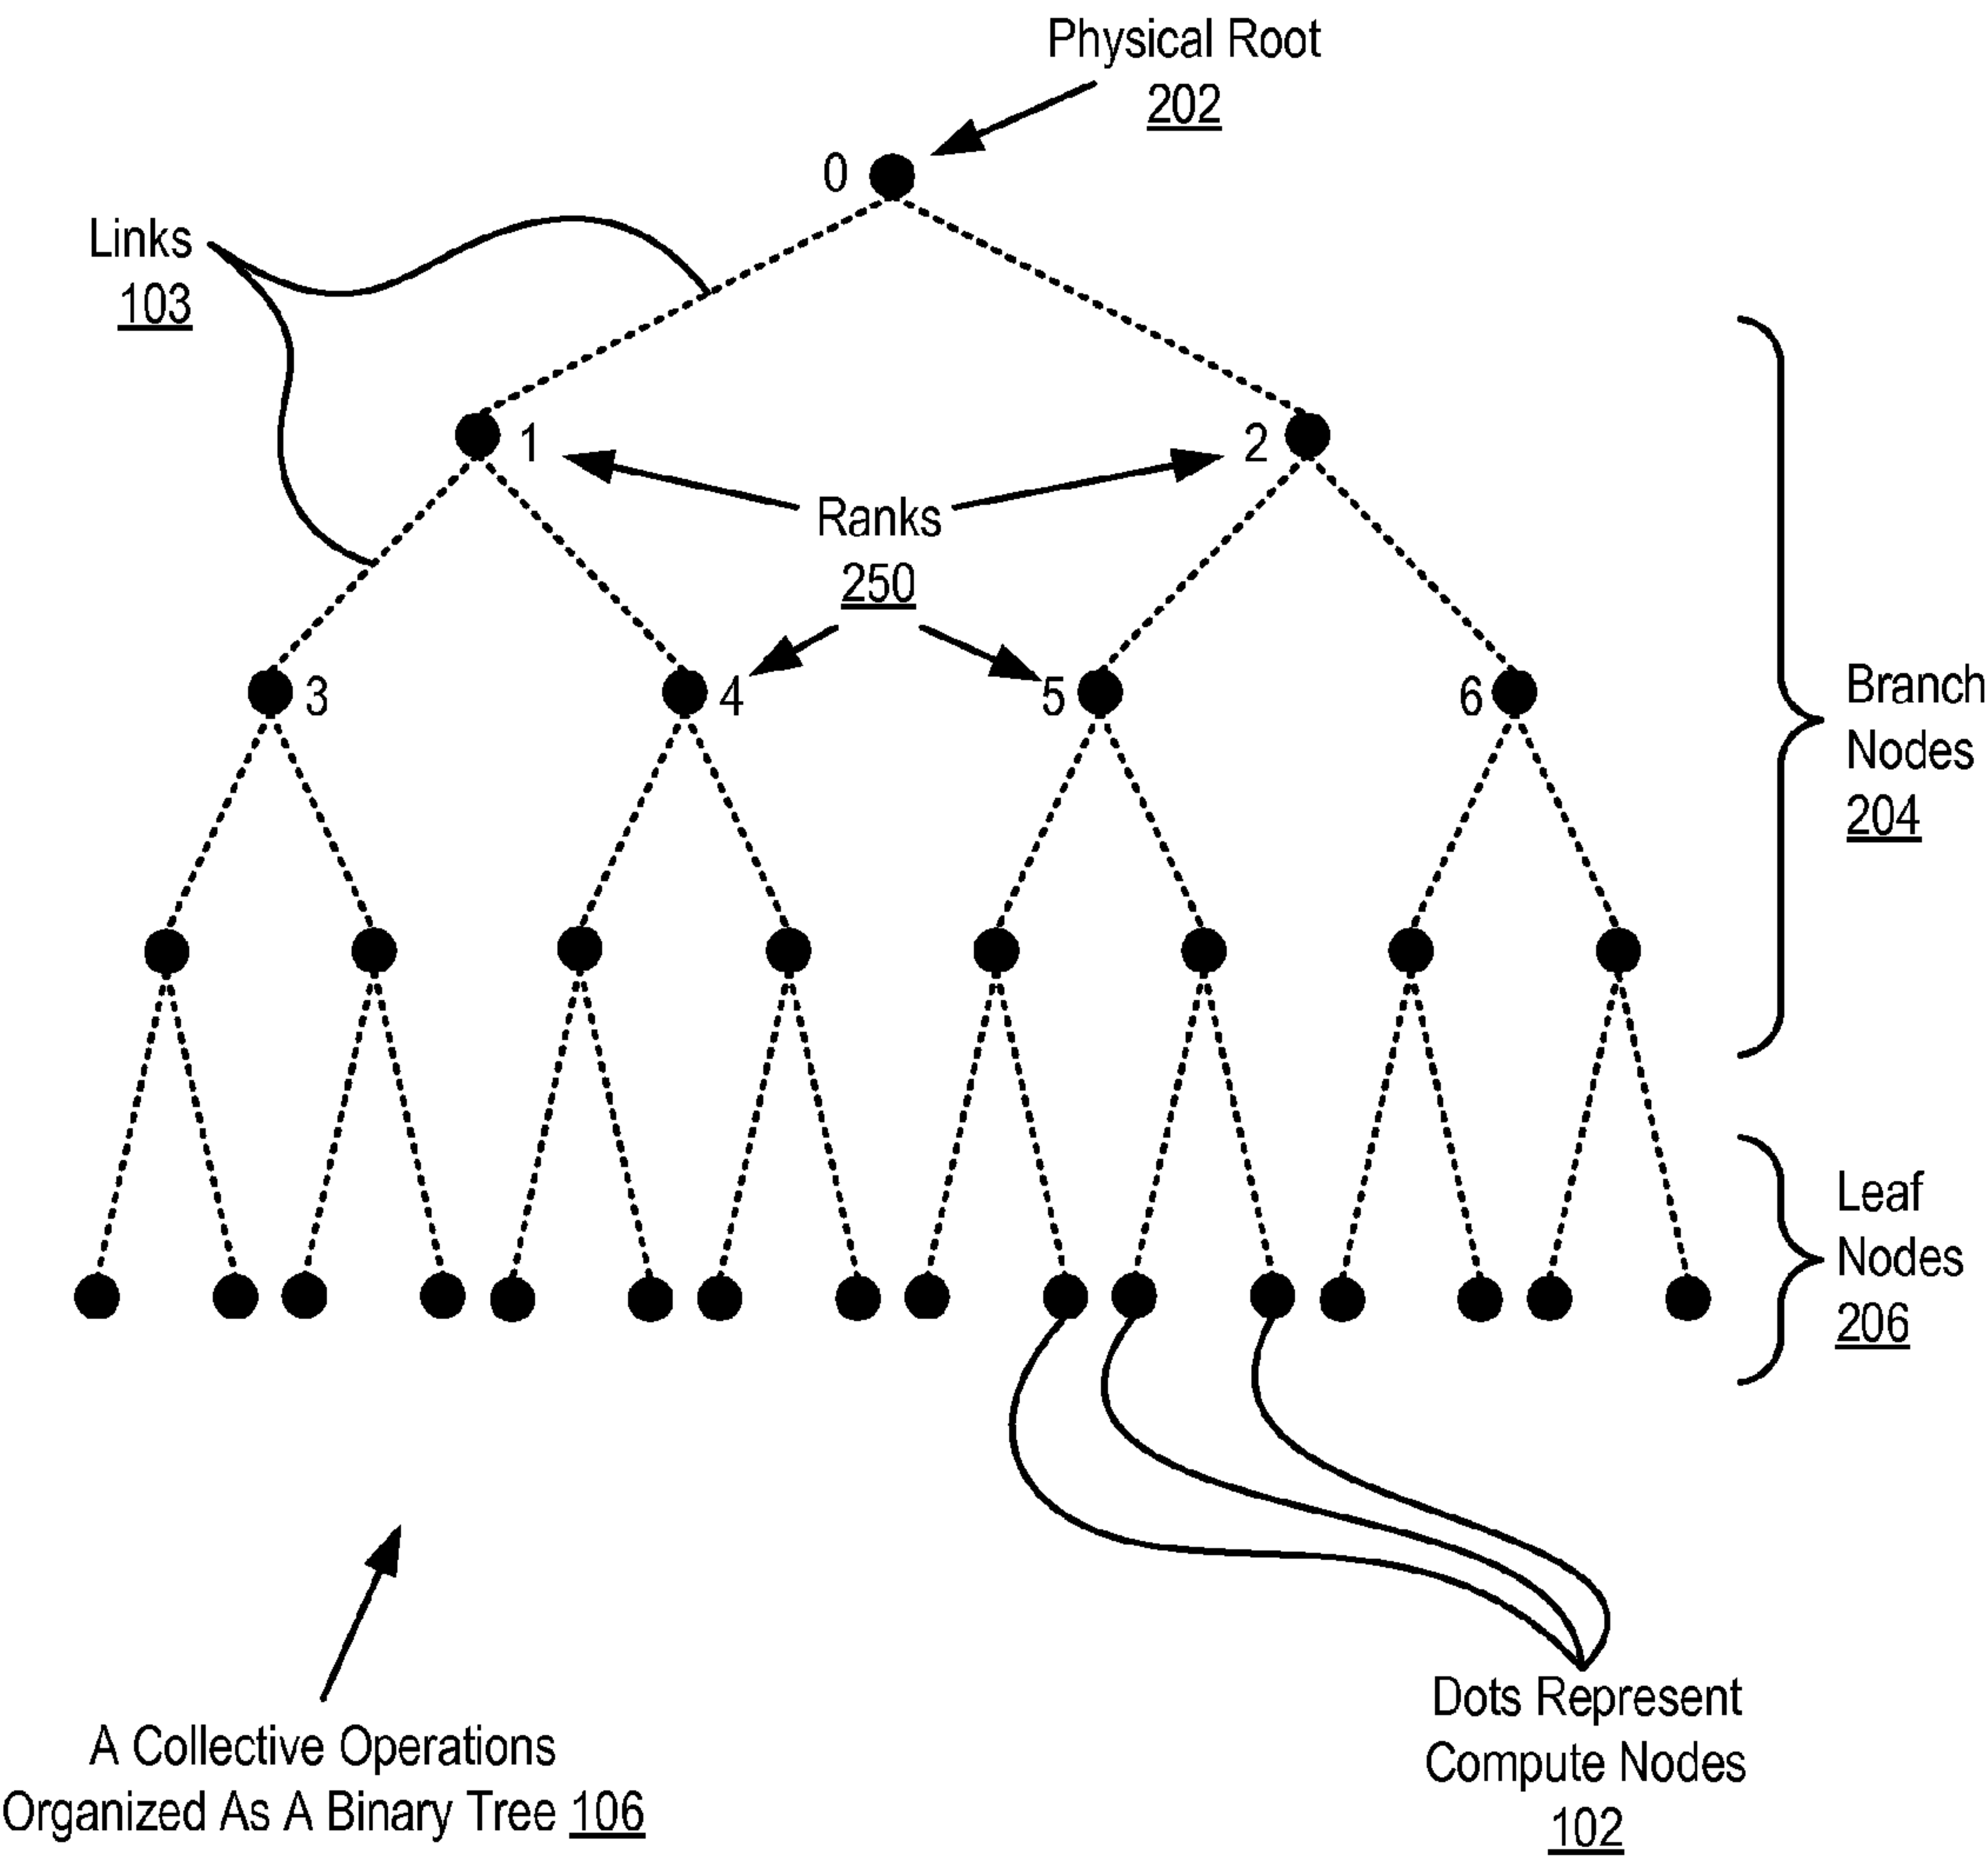 Physical Root
202
0
Links
103
1
2
Ranks
250
3
4
5
6
Branch
Nodes
204
Leaf
Nodes
206
A Collective Operations
Organized As A Binary Tree 106
Dots Represent
Compute Nodes
102